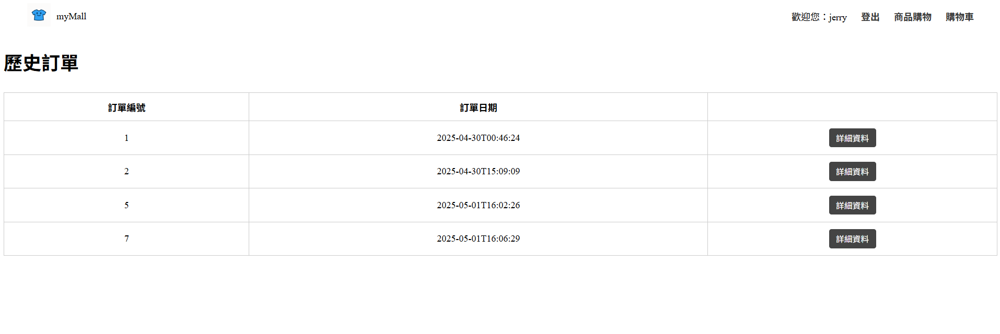 myMall 歡迎您：jerry 登出 商品購物 購物車
歷史訂單
訂單編號 訂單日期
1 2025-04-30T00:46:24 詳細資料
2 2025-04-30T15:09:09 詳細資料
5 2025-05-01T16:02:26 詳細資料
7 2025-05-01T16:06:29 詳細資料